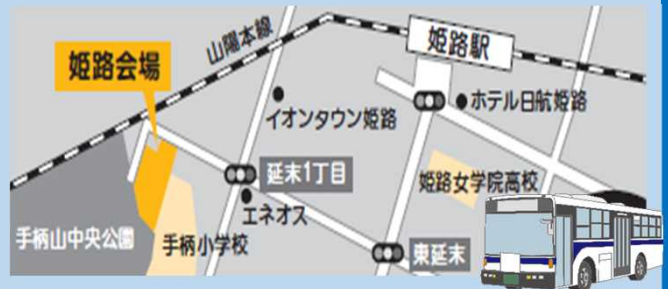 山陽本線
姫路駅
姫路会場
ホテル日航姫路
イオンタウン姫路
延末1丁目
姫路女学院高校
エネオス
手柄山中央公園
手柄小学校
東延末